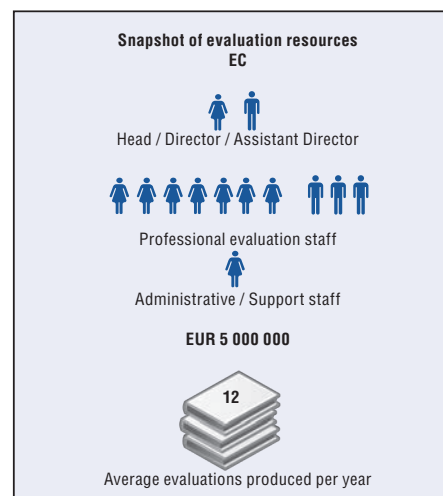 Snapshot of evaluation resources
EC
Head / Director / Assistant Director
Professional evaluation staff
Administrative / Support staff
EUR 5 000 000
12
Average evaluations produced per year